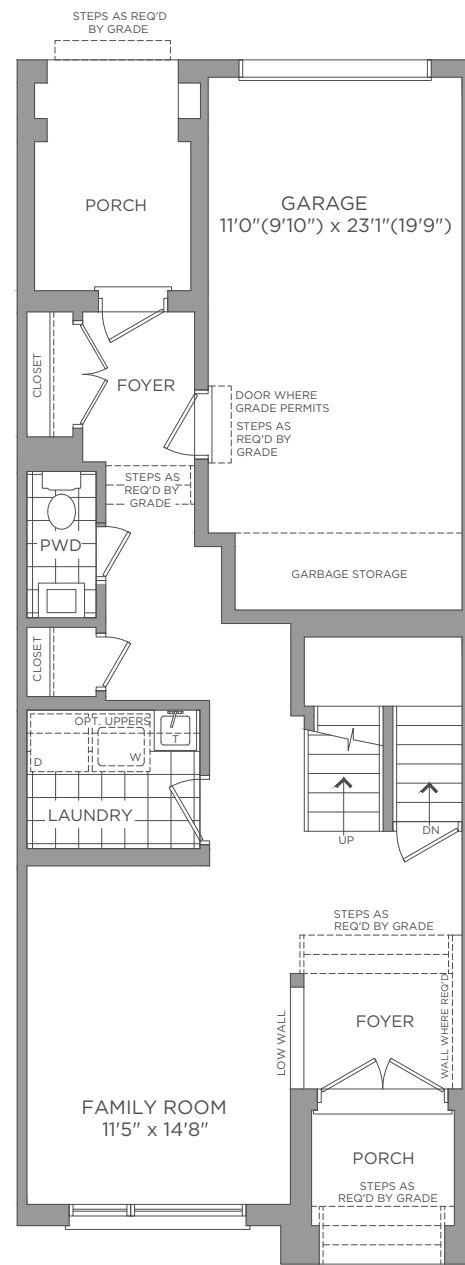 STEPS AS REQ'D
BY GRADE
PORCH
GARAGE
11'0"(9'10") x 23'1"(19'9")
CLOSET
FOYER
DOOR WHERE
GRADE PERMITS
STEPS AS
REQ'D BY
GRADE
STEPS AS
REQ'D BY
GRADE
PWD
GARBAGE STORAGE
CLOSET
OPT. UPPERS
T
D
W
LAUNDRY
UP
DN
STEPS AS
REQ'D BY GRADE
LOW WALL
WALL WHERE REQ'D
FOYER
FAMILY ROOM
11'5" x 14'8"
PORCH
STEPS AS
REQ'D BY GRADE